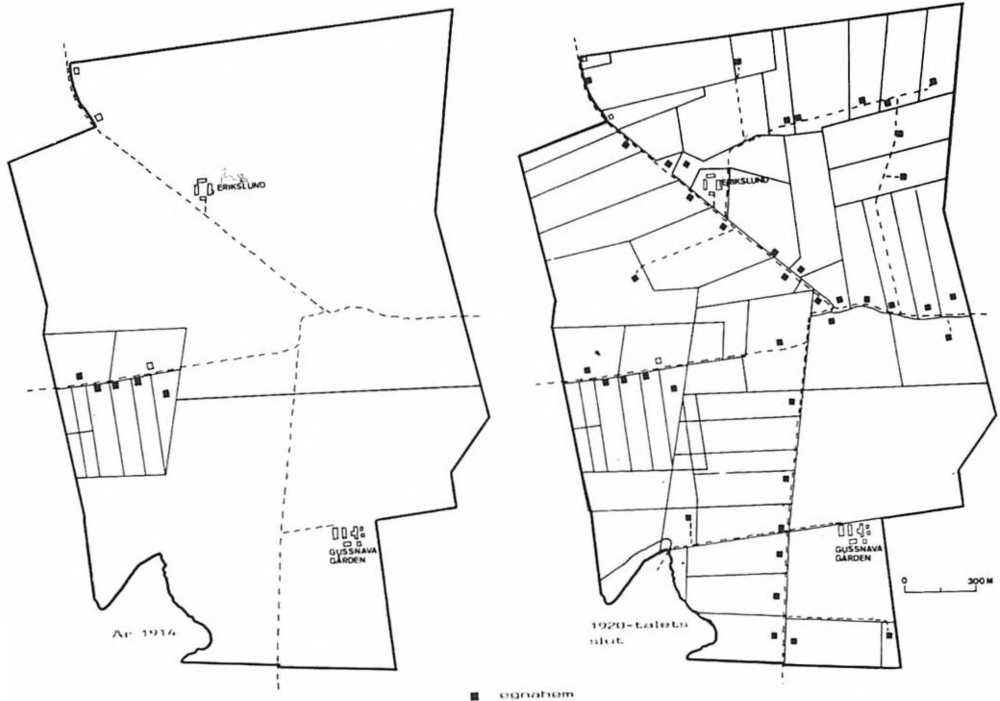 ERIKSLUND
GUSSNAVA
GÅRDEN
År 1914
ERIKSLUND
GUSSNAVA
GÅRDEN
0 300 M
1920-talets
slut
egnahem